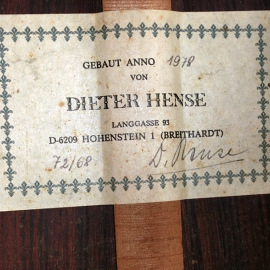 GEBAUT ANNO 1978
VON
DIETER HENSE
LANGGASSE 93
D-6209 HOHENSTEIN 1 (BREITHARDT)
72/68.
D. Hense